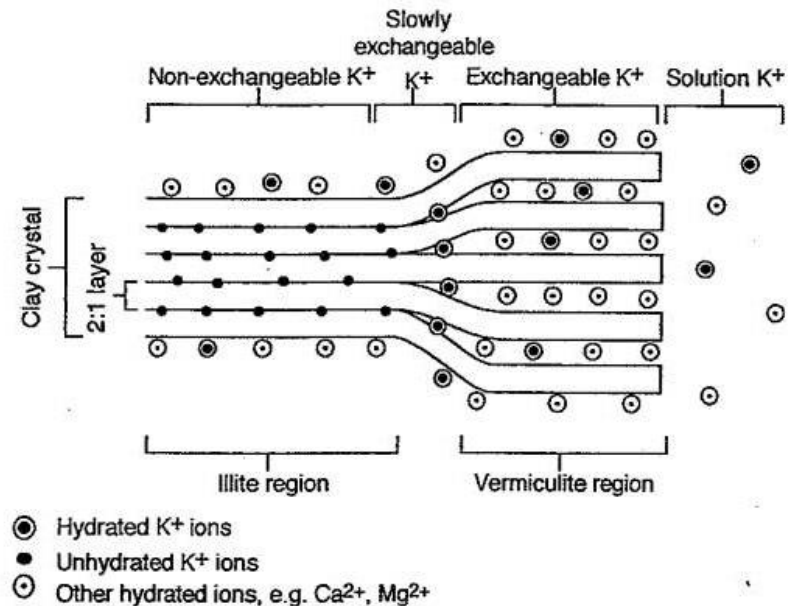 Slowly
exchangeable
Non-exchangeable K+ K+ Exchangeable K+ Solution K+
Clay crystal
2:1 layer
Illite region Vermiculite region
Hydrated K+ ions
Unhydrated K+ ions
Other hydrated ions, e.g. Ca2+, Mg2+